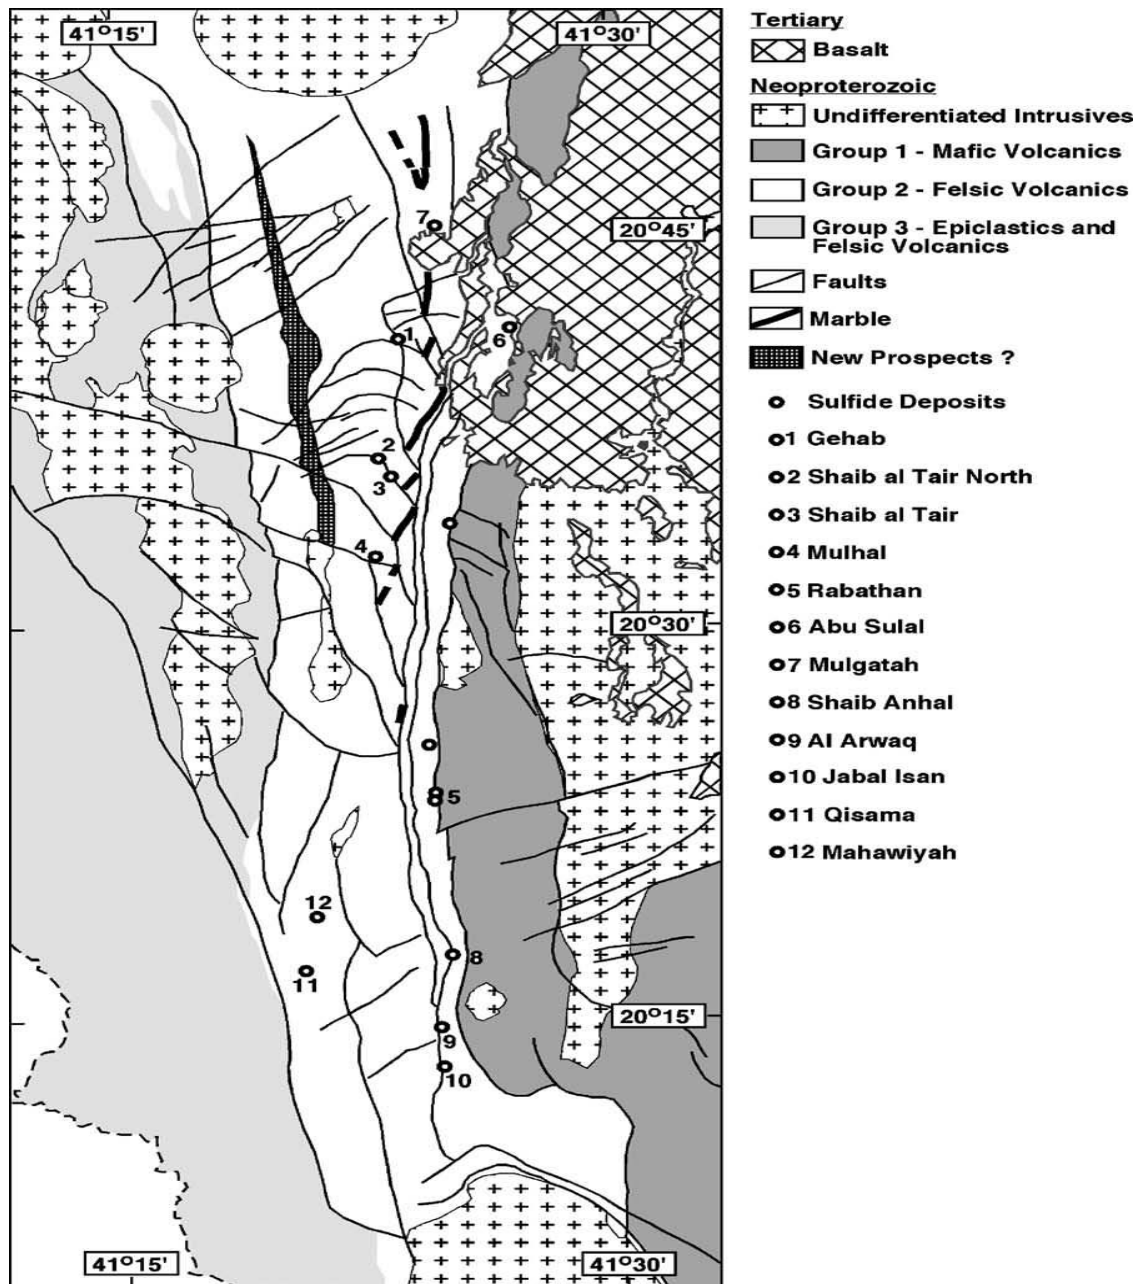 41°15'
41°30'
7
20°45'
1
6
2
3
4
20°30'
5
12
8
11
20°15'
9
10
41°15'
41°30'
Tertiary
Basalt
Neoproterozoic
Undifferentiated Intrusives
Group 1 - Mafic Volcanics
Group 2 - Felsic Volcanics
Group 3 - Epiclastics and
Felsic Volcanics
Faults
Marble
New Prospects ?
Sulfide Deposits
1 Gehab
2 Shaib al Tair North
3 Shaib al Tair
4 Mulhal
5 Rabathan
6 Abu Sulal
7 Mulgatah
8 Shaib Anhal
9 Al Arwaq
10 Jabal Isan
11 Qisama
12 Mahawiyah